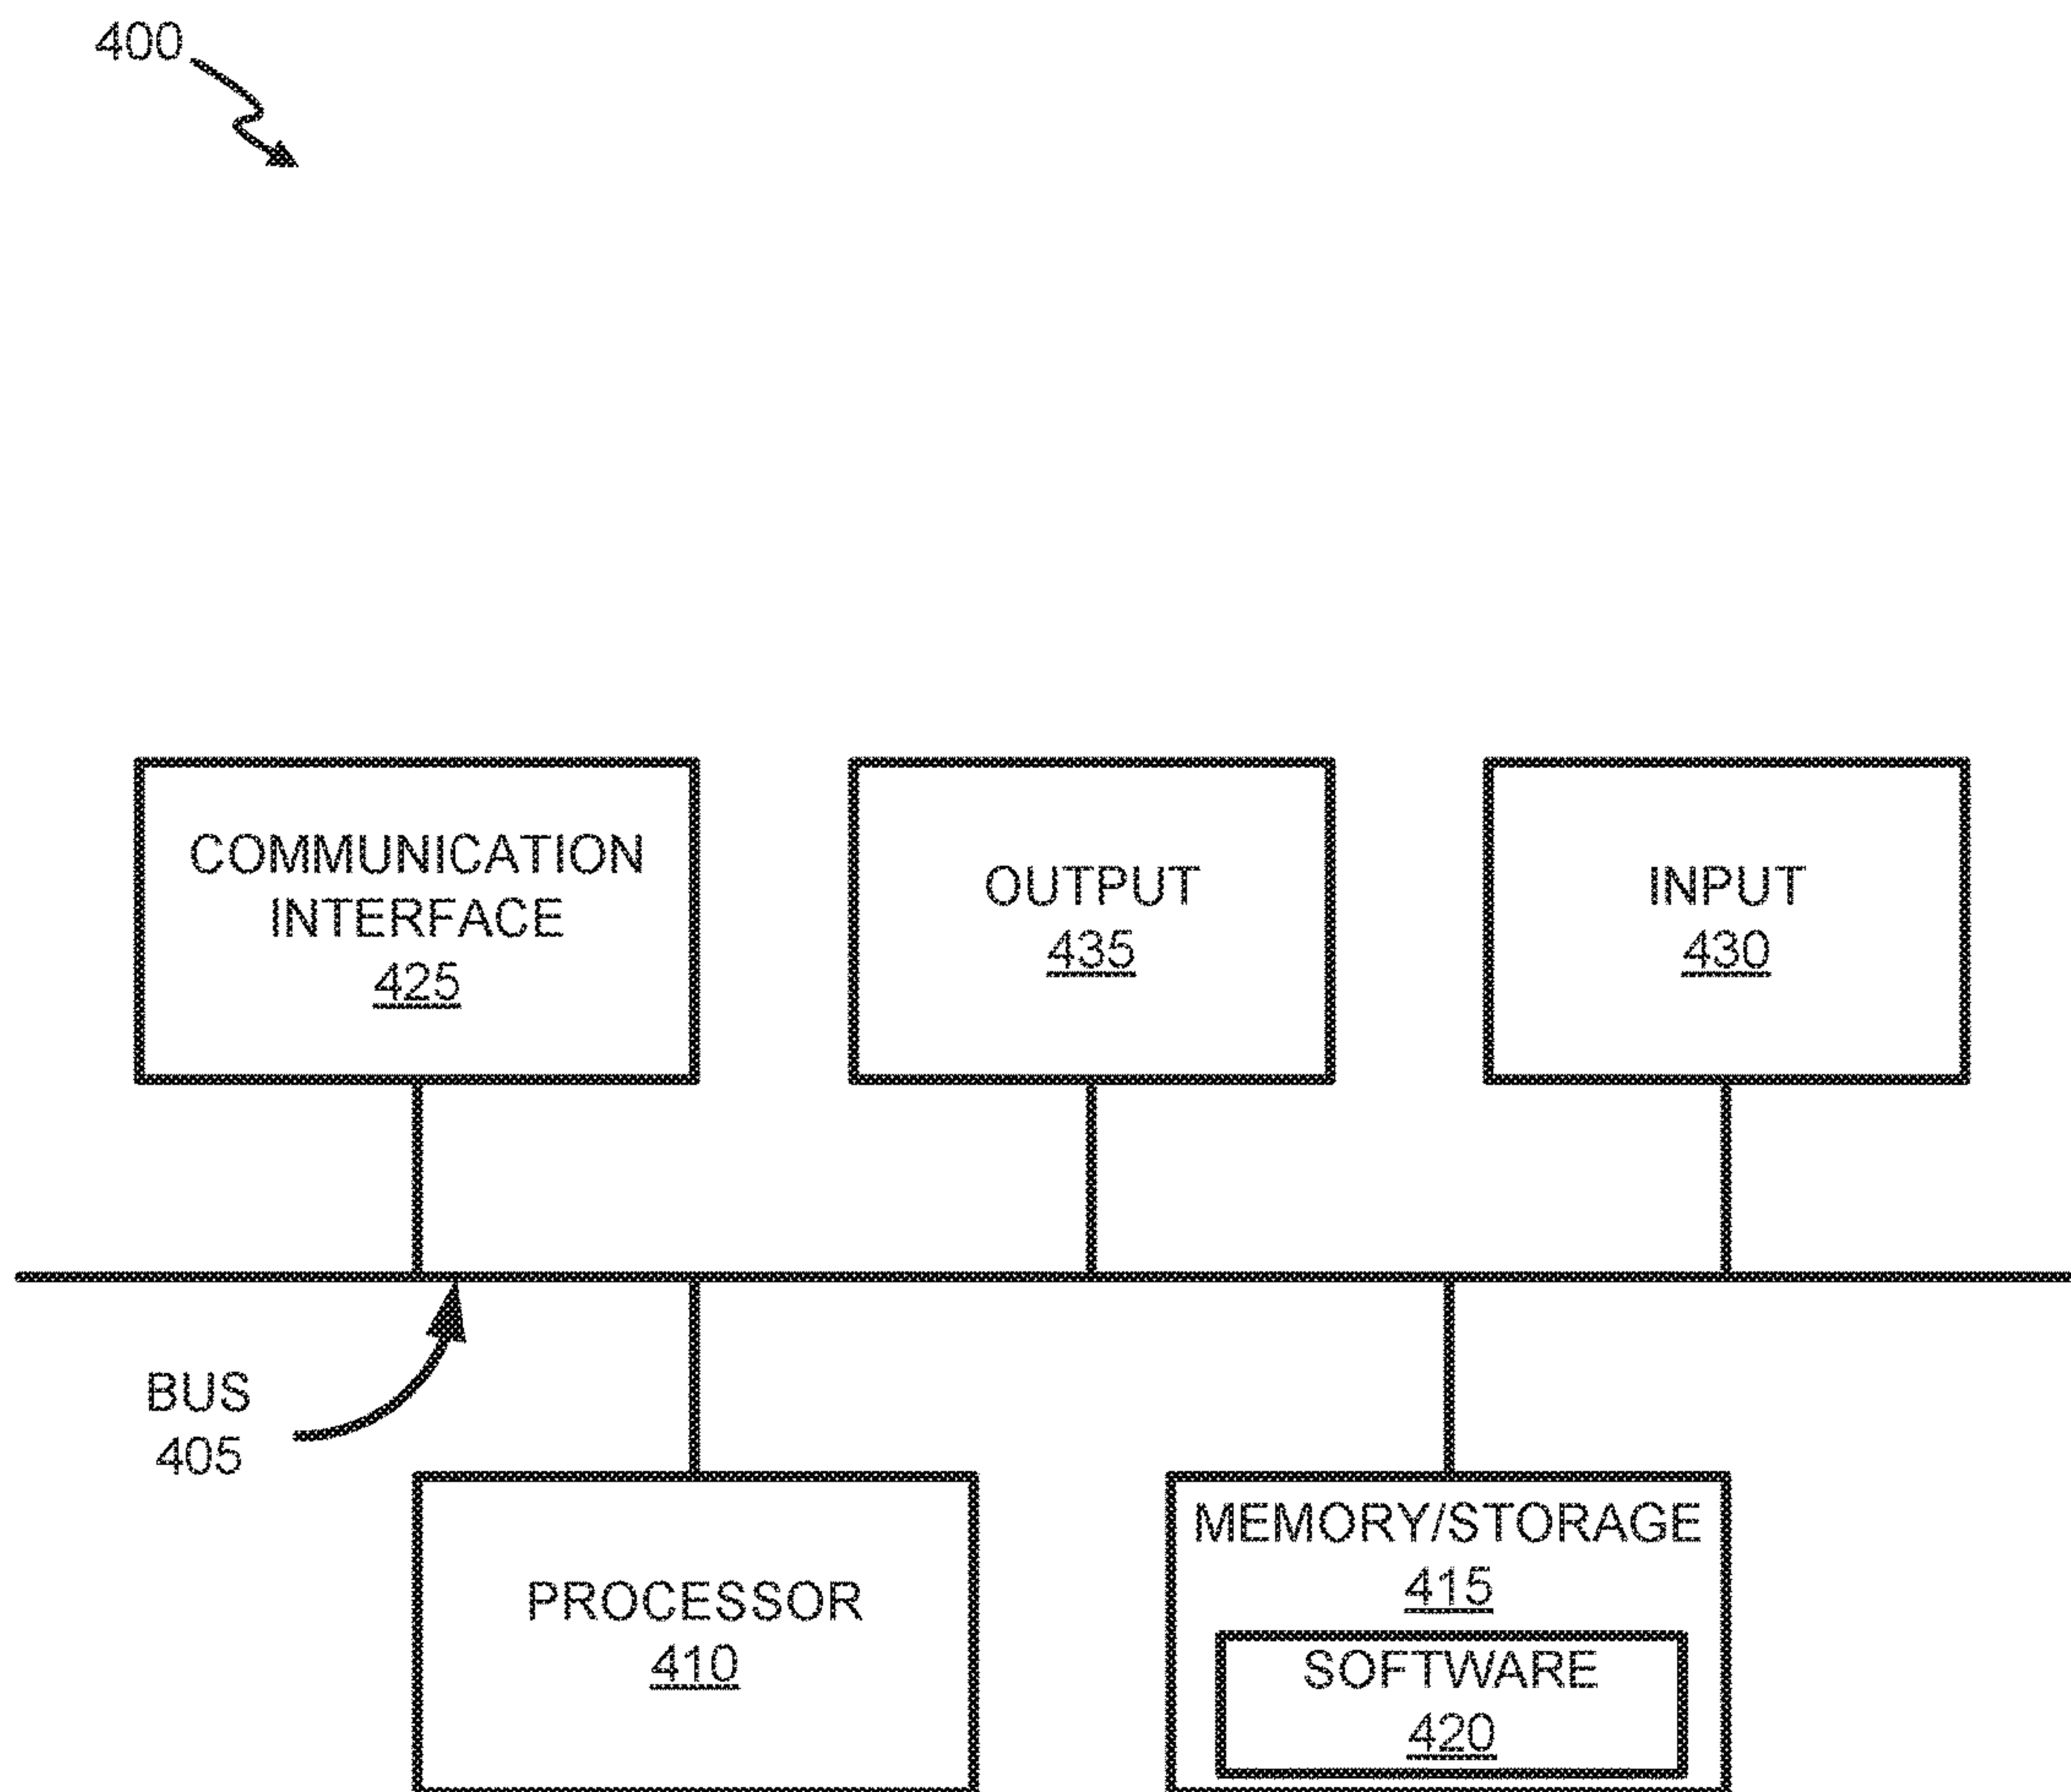 400
COMMUNICATION
INTERFACE
425
OUTPUT
435
INPUT
430
BUS
405
PROCESSOR
410
MEMORY/STORAGE
415
SOFTWARE
420